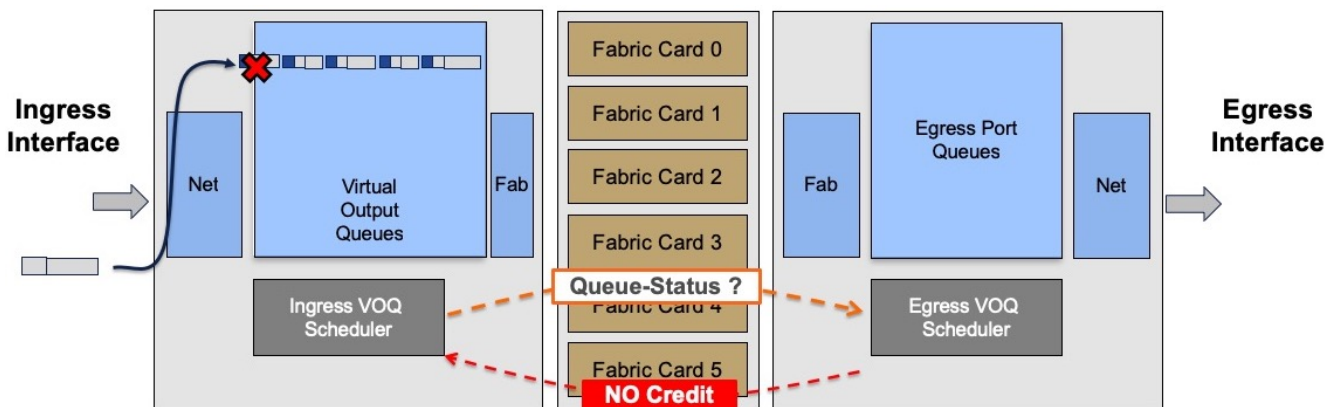 Ingress
Interface
Net
Virtual
Output
Queues
Fab
Ingress VOQ
Scheduler
Fabric Card 0
Fabric Card 1
Fabric Card 2
Fabric Card 3
Queue-Status ?
Fabric Card 4
Fabric Card 5
NO Credit
Fab
Egress Port
Queues
Net
Egress VOQ
Scheduler
Egress
Interface